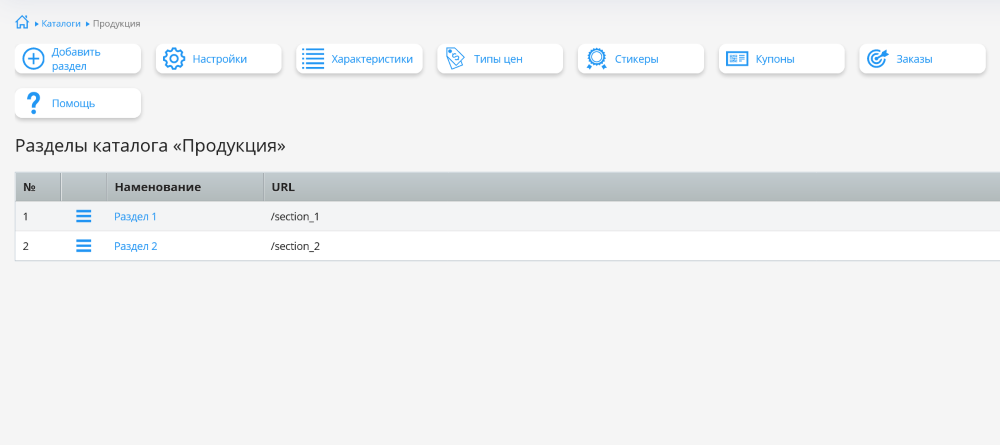 Каталоги Продукция
Добавить раздел Настройки Характеристики Типы цен Стикеры Купоны Заказы
Помощь
Разделы каталога «Продукция»
№ Наименование URL
1 Раздел 1 /section_1
2 Раздел 2 /section_2